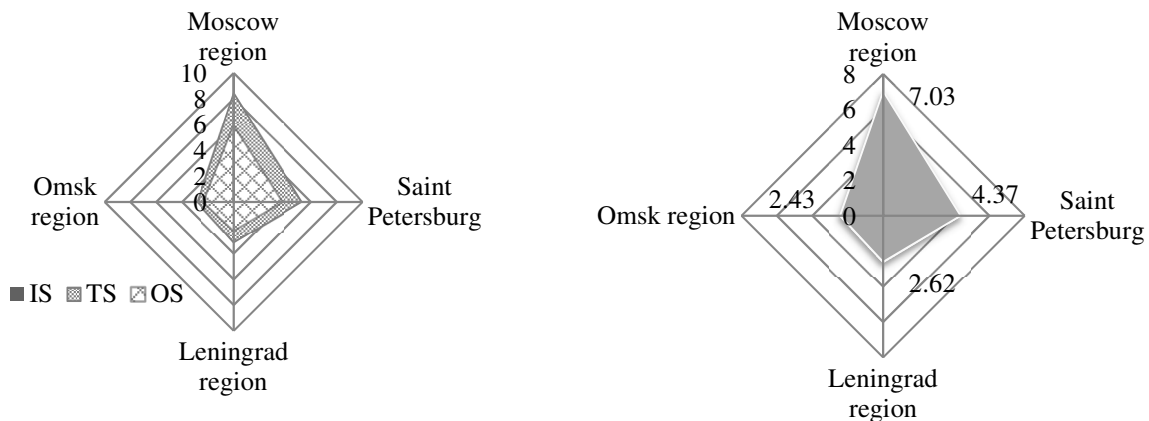 Moscow
region
10
8
6
4
2
0
Omsk
region
Saint
Petersburg
IS TS OS
Leningrad
region
Moscow
region
8
7.03
6
4
2
2.43
4.37
0
Omsk region
Saint
Petersburg
2.62
Leningrad
region